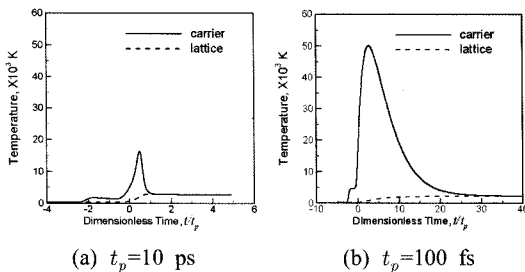 Temperature, X10³ K
60
50
40
30
20
10
0
carrier
lattice
-4
-2
0
2
4
6
Dimensionless Time, t/tₚ
(a) tₚ=10 ps
Temperature, X10³ K
60
50
40
30
20
10
0
carrier
lattice
-10
0
10
20
30
40
Dimensionless Time, t/tₚ
(b) tₚ=100 fs